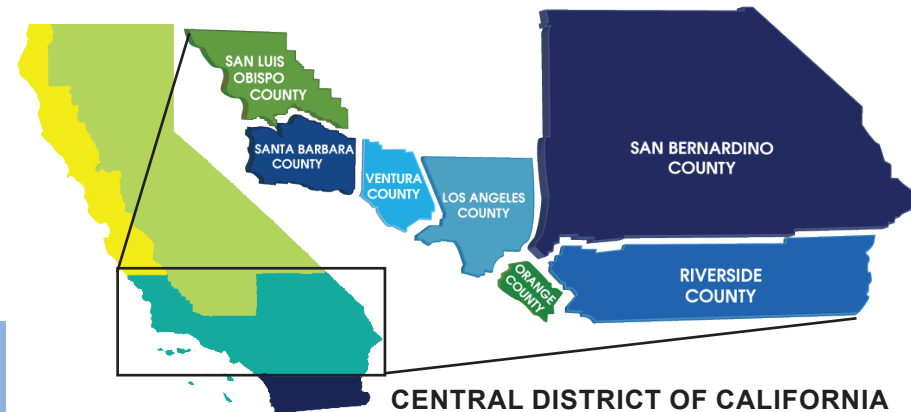 SAN LUIS
OBISPO
COUNTY
SANTA BARBARA
COUNTY
VENTURA
COUNTY
LOS ANGELES
COUNTY
SAN BERNARDINO
COUNTY
ORANGE
COUNTY
RIVERSIDE
COUNTY
CENTRAL DISTRICT OF CALIFORNIA